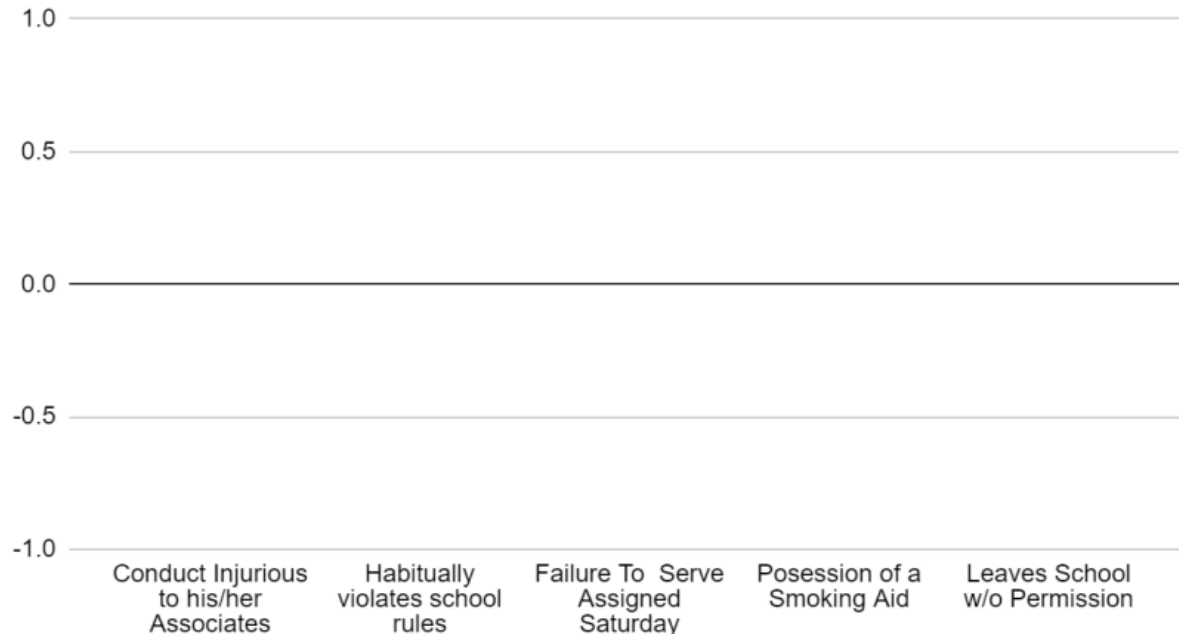 1.0
0.5
0.0
-0.5
-1.0
Conduct Injurious
to his/her
Associates
Habitually
violates school
rules
Failure To  Serve
Assigned
Saturday
Posession of a
Smoking Aid
Leaves School
w/o Permission